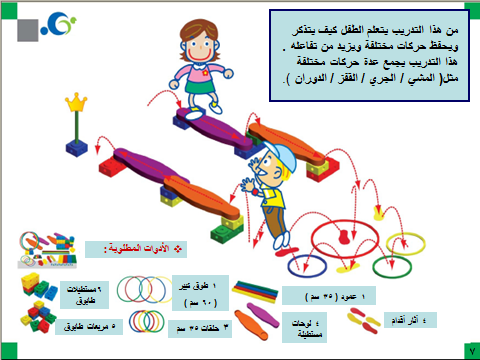 من هذا التدريب يتعلم الطفل كيف يتذكر
ويحفظ حركات مختلفة ويزيد من تفاعله .
هذا التدريب يجمع عدة حركات مختلفة
مثل( المشي / الجري / القفز / الدوران ).
❖ الأدوات المطلوبة :
٦مستطيلات
طابوق
١ طوق كبير
( ٦٠ سم )
١ عمود ( ٣٥ سم )
٥ مربعات طابوق
٣ حلقات ٣٥ سم
٤ لوحات
مستطيلة
٤ آثار أقدام
٧